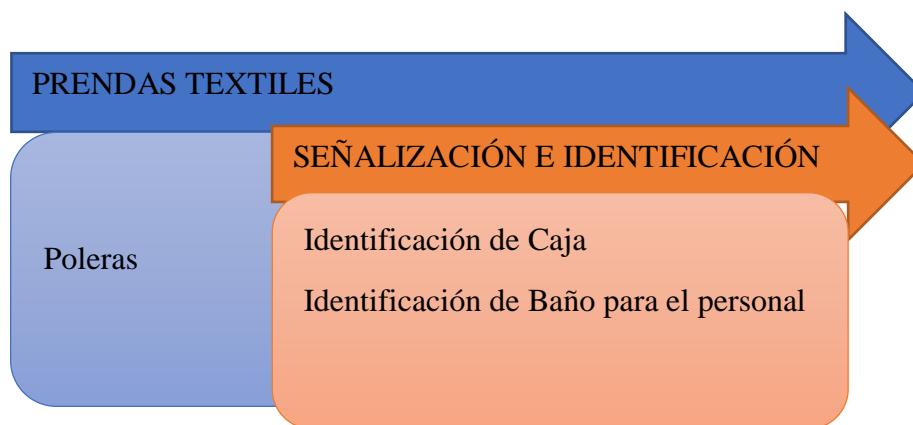 PRENDAS TEXTILES
SEÑALIZACIÓN E IDENTIFICACIÓN
Poleras
Identificación de Caja
Identificación de Baño para el personal